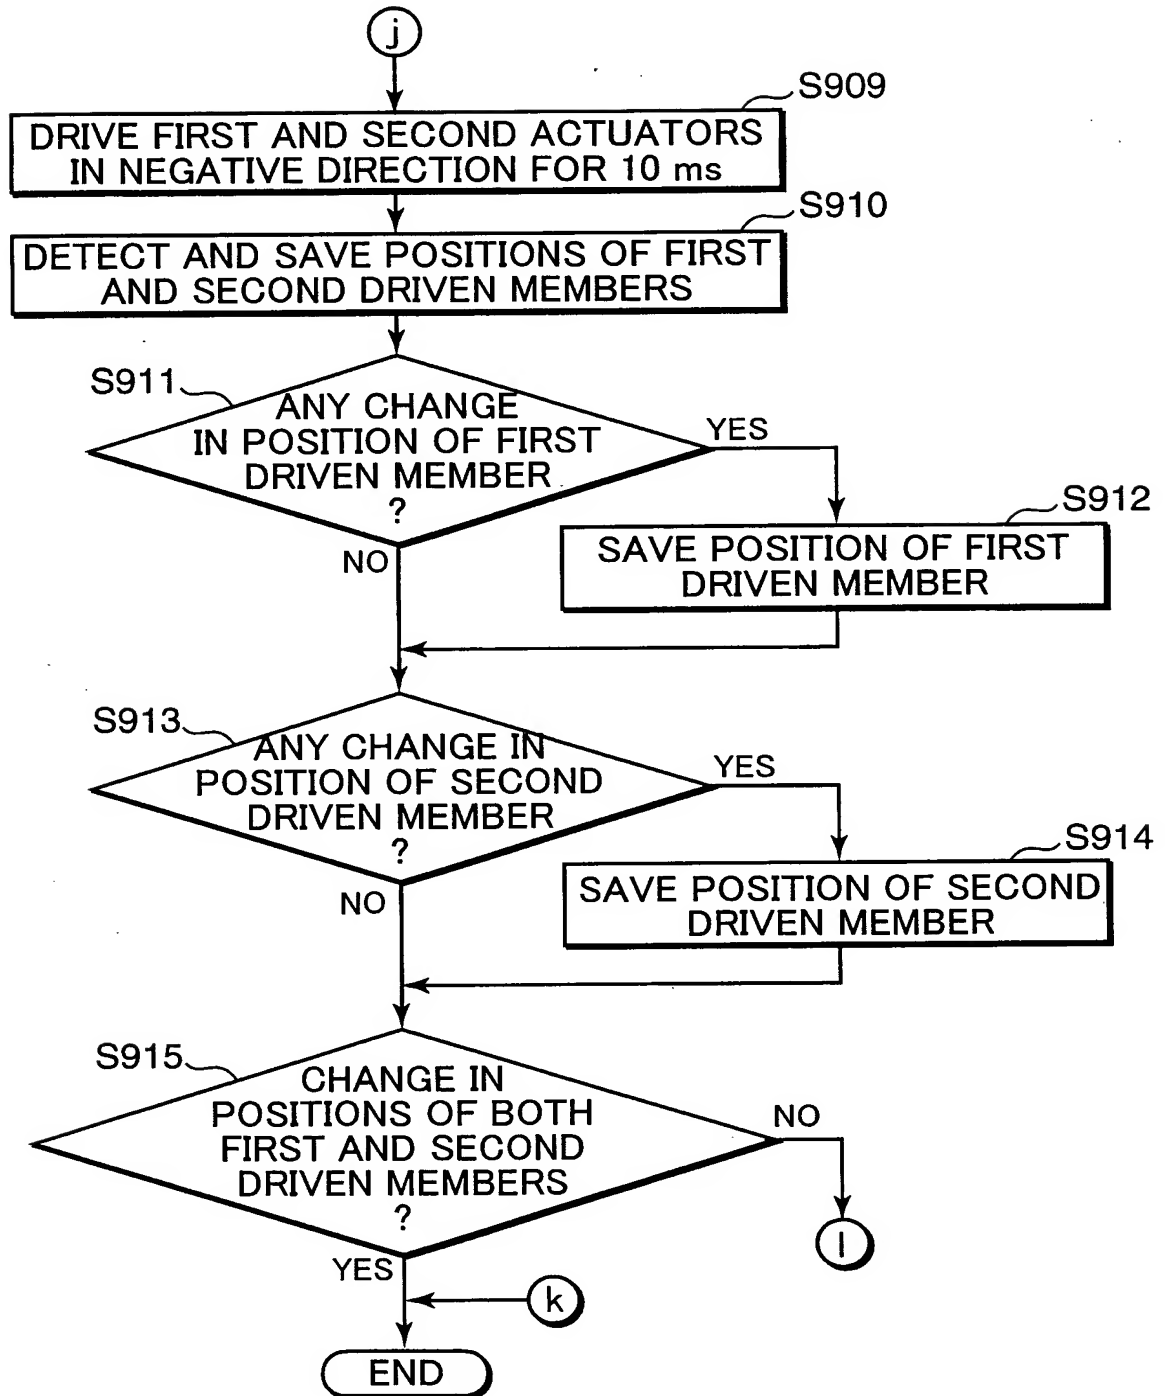 j
S909
DRIVE FIRST AND SECOND ACTUATORS
IN NEGATIVE DIRECTION FOR 10 ms
S910
DETECT AND SAVE POSITIONS OF FIRST
AND SECOND DRIVEN MEMBERS
S911
ANY CHANGE
IN POSITION OF FIRST
DRIVEN MEMBER
?
YES
NO
S912
SAVE POSITION OF FIRST
DRIVEN MEMBER
S913
ANY CHANGE IN
POSITION OF SECOND
DRIVEN MEMBER
?
YES
NO
S914
SAVE POSITION OF SECOND
DRIVEN MEMBER
S915
CHANGE IN
POSITIONS OF BOTH
FIRST AND SECOND
DRIVEN MEMBERS
?
NO
l
YES
k
END